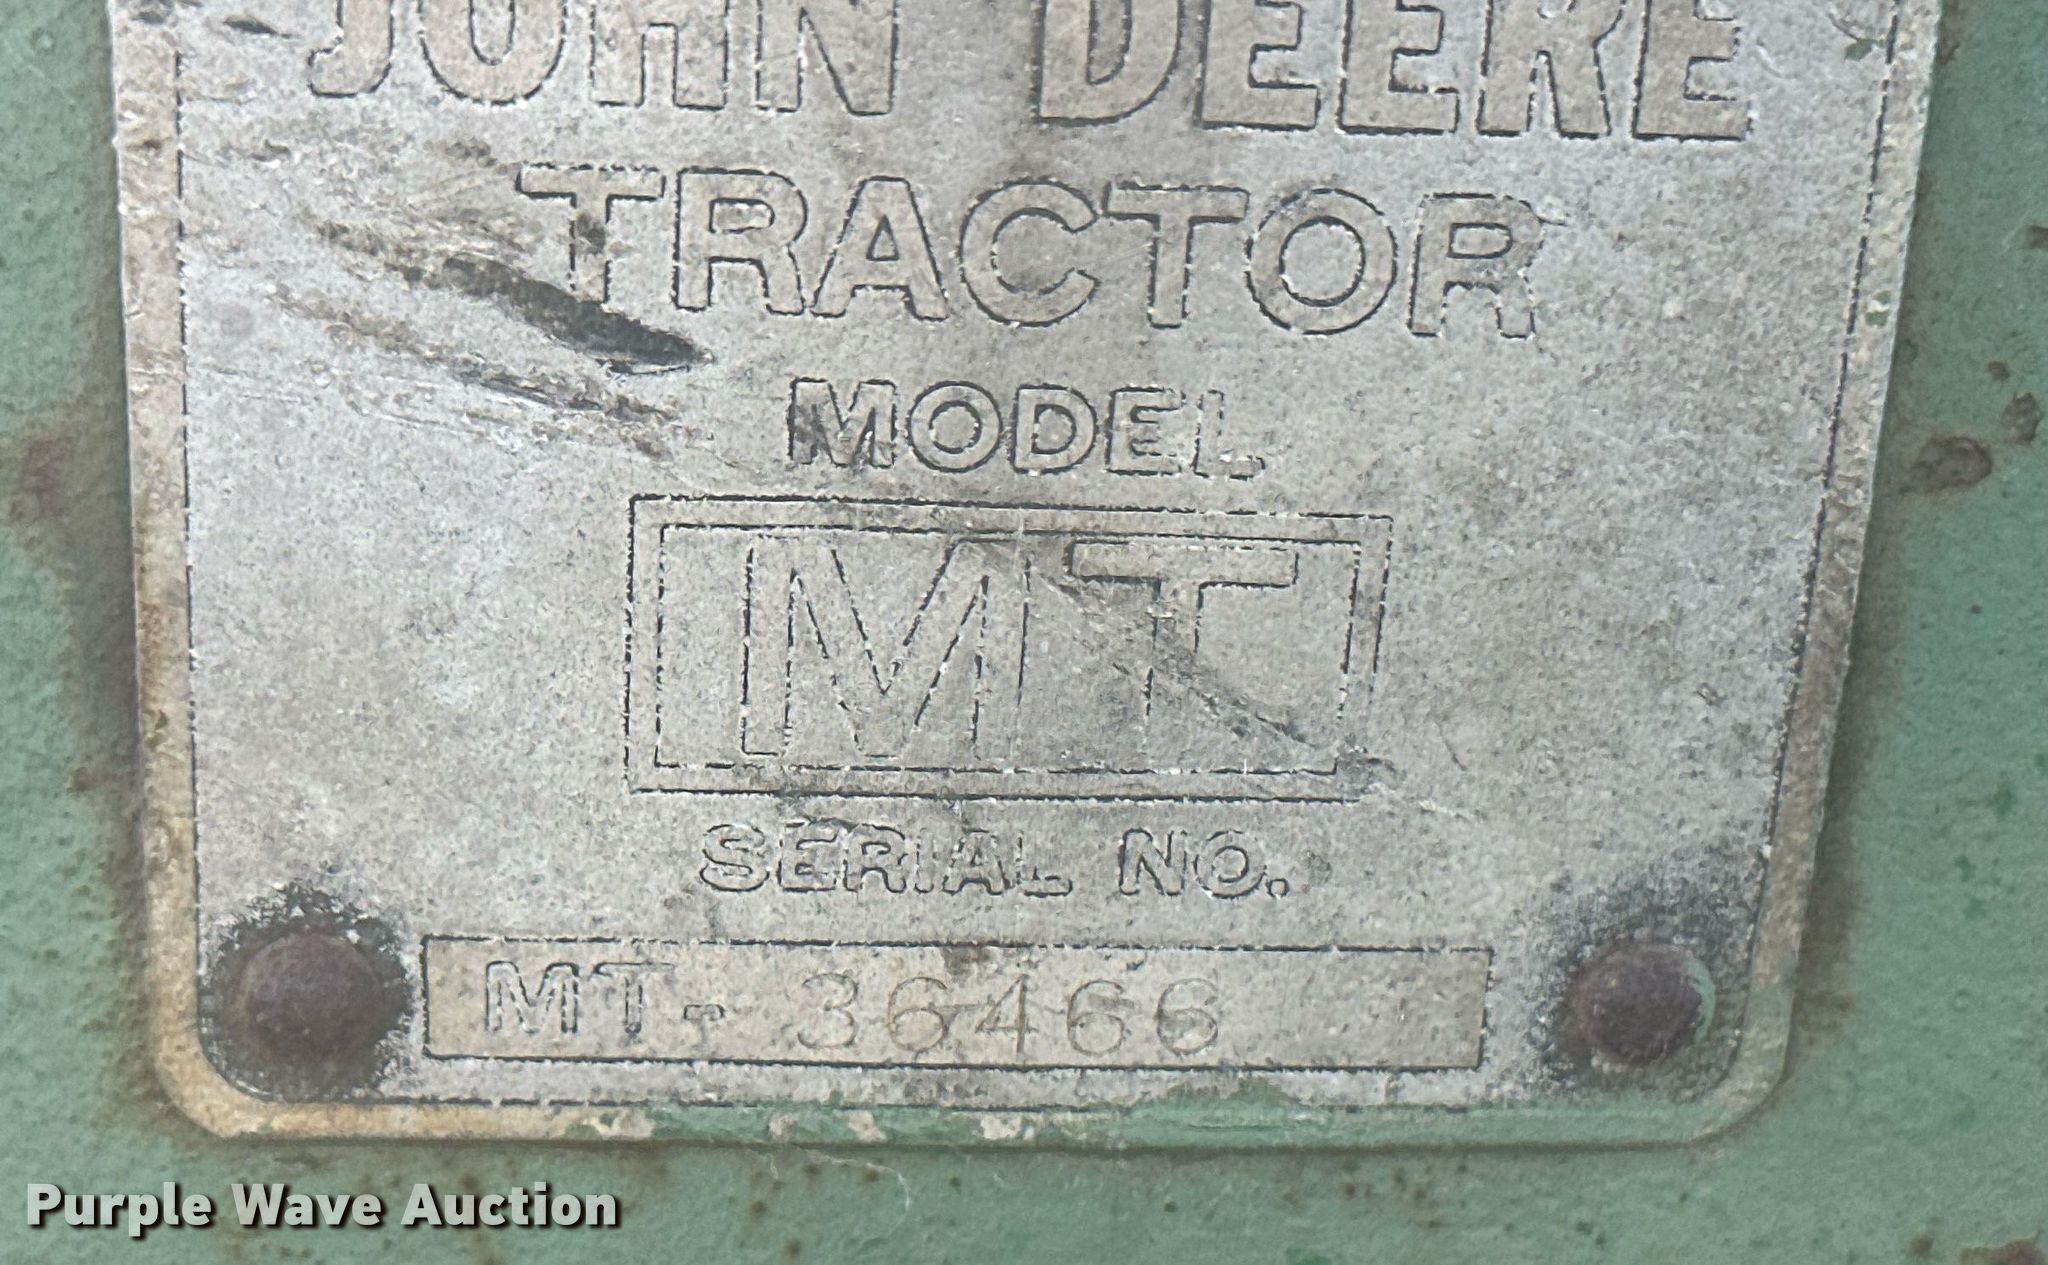 JOHN DEERE
TRACTOR
MODEL
MT
SERIAL NO.
MT- 36466
Purple Wave Auction